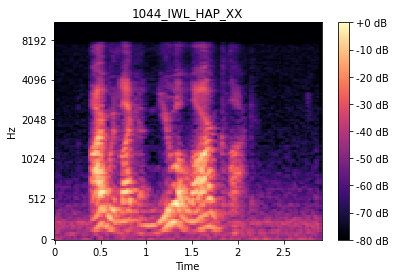 1044_IWL_HAP_XX
+0 dB
8192
-10 dB
4096
-20 dB
-30 dB
2048
Hz
-40 dB
1024
-50 dB
512
-60 dB
-70 dB
0
-80 dB
0 0.5 1 1.5 2 2.5
Time